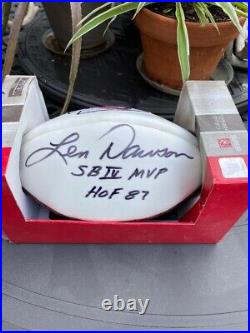 Len Dawson
SB IV MVP
HOF 87